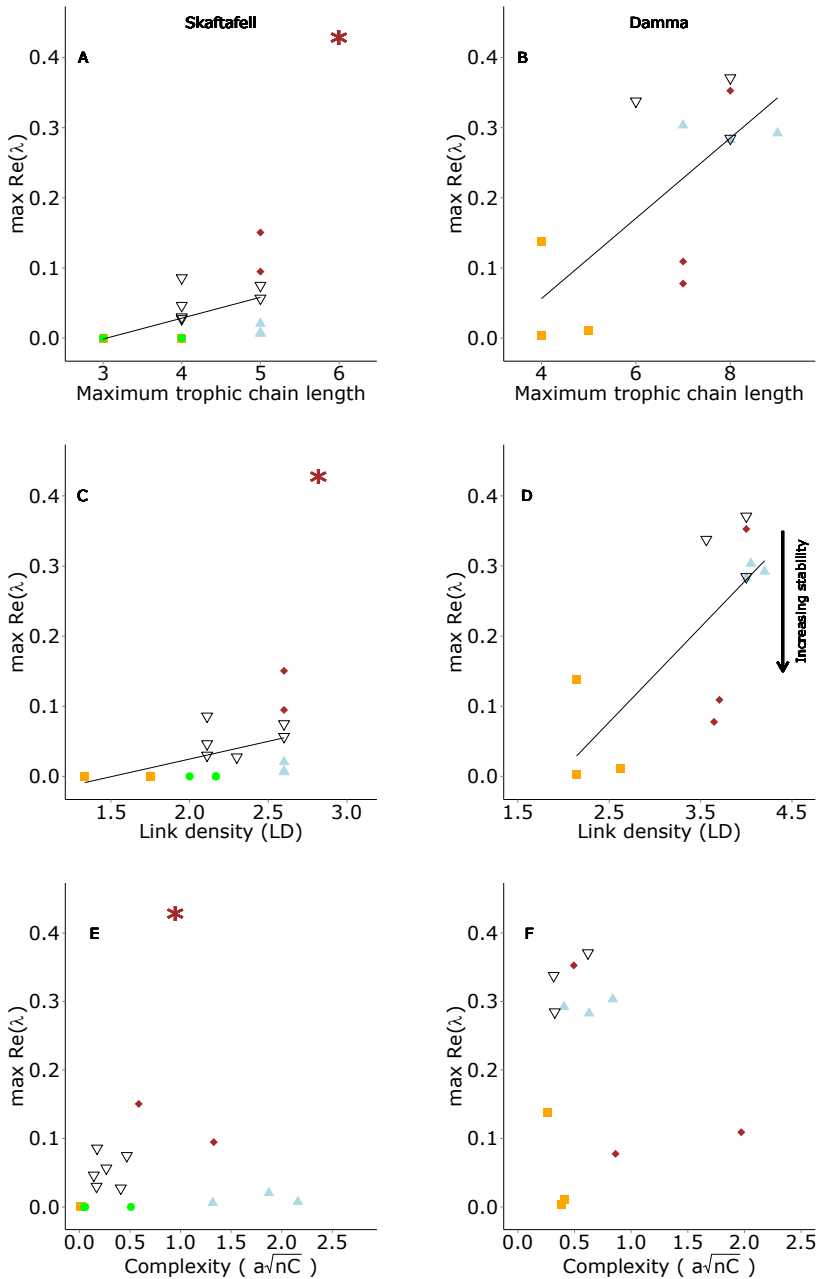 Skaftafell
Damma
A
B
max Re(λ)
0.4
0.3
0.2
0.1
0.0
3 4 5 6
Maximum trophic chain length
max Re(λ)
0.4
0.3
0.2
0.1
0.0
4 6 8
Maximum trophic chain length
C
max Re(λ)
0.4
0.3
0.2
0.1
0.0
1.5 2.0 2.5 3.0
Link density (LD)
D
max Re(λ)
0.4
0.3
0.2
0.1
0.0
1.5 2.5 3.5 4.5
Link density (LD)
Increasing stability
E
max Re(λ)
0.4
0.3
0.2
0.1
0.0
0.0 0.5 1.0 1.5 2.0 2.5
Complexity ( a√nC )
F
max Re(λ)
0.4
0.3
0.2
0.1
0.0
0.0 0.5 1.0 1.5 2.0 2.5
Complexity ( a√nC )